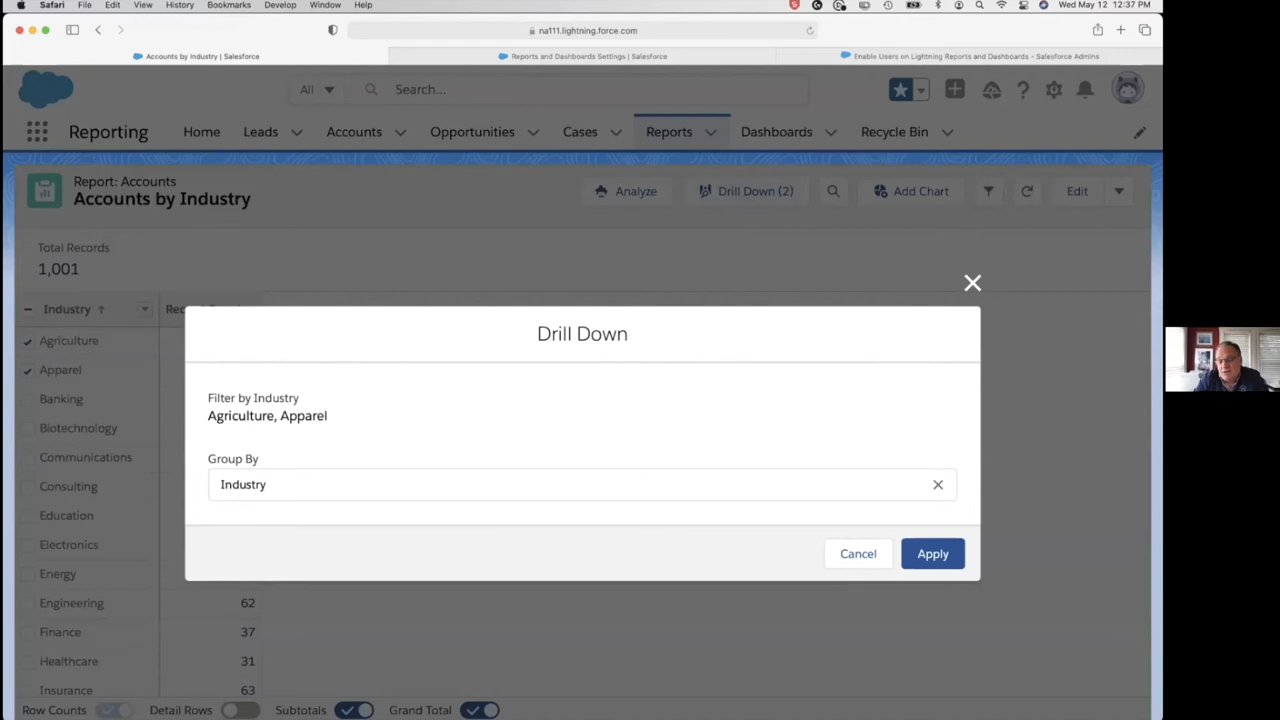 Safari File Edit View History Bookmarks Develop Window Help Wed May 12 12:37 PM
na111.lightning.force.com
Accounts by Industry | Salesforce Reports and Dashboards Settings | Salesforce Enable Users on Lightning Reports and Dashboards - Salesforce Admins
All Search...
Reporting Home Leads Accounts Opportunities Cases Reports Dashboards Recycle Bin
Report: Accounts
Accounts by Industry
Analyze Drill Down (2) Add Chart Edit
Total Records
1,001
Industry ↑
Agriculture
Apparel
Banking
Biotechnology
Communications
Consulting
Education
Electronics
Energy
Engineering 62
Finance 37
Healthcare 31
Insurance 63
Row Counts Detail Rows Subtotals Grand Total
Drill Down
Filter by Industry
Agriculture, Apparel
Group By
Industry
Cancel Apply